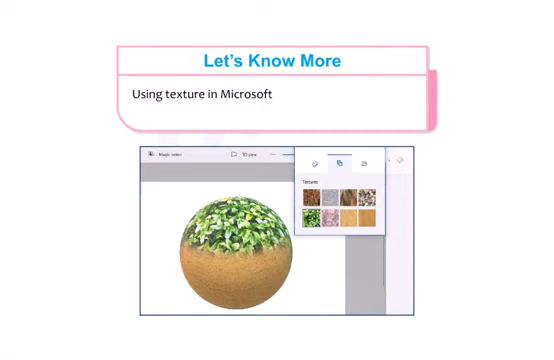 Let's Know More
Using texture in Microsoft
Magic select
3D view
Textures